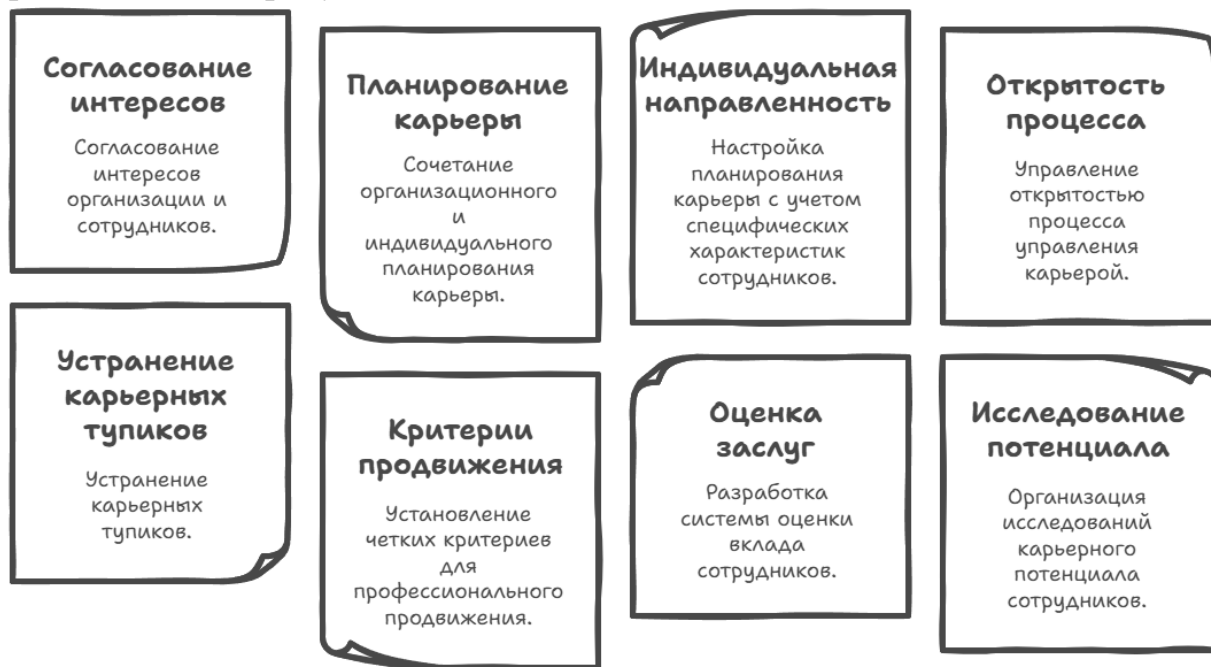 Согласование
интересов
Согласование
интересов
организации и
сотрудников.
Планирование
карьеры
Сочетание
организационного
и
индивидуального
планирования
карьеры.
Индивидуальная
направленность
Настройка
планирования
карьеры с учетом
специфических
характеристик
сотрудников.
Открытость
процесса
Управление
открытостью
процесса
управления
карьерой.
Устранение
карьерных
тупиков
Устранение
карьерных
тупиков.
Критерии
продвижения
Установление
четких критериев
для
профессионального
продвижения.
Оценка
заслуг
Разработка
системы оценки
вклада
сотрудников.
Исследование
потенциала
Организация
исследований
карьерного
потенциала
сотрудников.